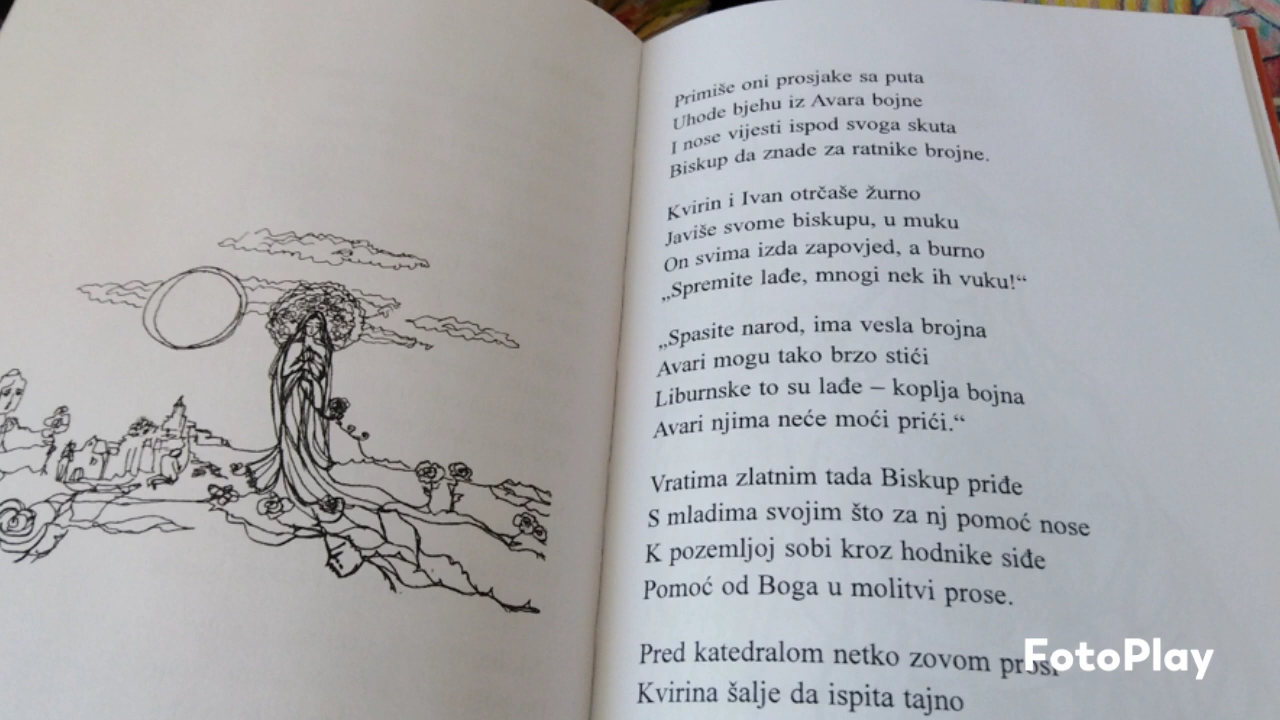 Primiše oni prosjake sa puta
Uhode bjehu iz Avara bojne
I nose vijesti ispod svoga skuta
Biskup da znade za ratnike brojne.
Kvirin i Ivan otrčaše žurno
Javiše svome biskupu, u muku
On svima izda zapovjed, a burno
„Spremite lađe, mnogi nek ih vuku!“
„Spasite narod, ima vesla brojna
Avari mogu tako brzo stići
Liburnske to su lađe – koplja bojna
Avari njima neće moći prići.“
Vratima zlatnim tada Biskup priđe
S mladima svojim što za nj pomoć nose
K pozemljoj sobi kroz hodnike siđe
Pomoć od Boga u molitvi prose.
Pred katedralom netko zovom prosi
Kvirina šalje da ispita tajno
FotoPlay